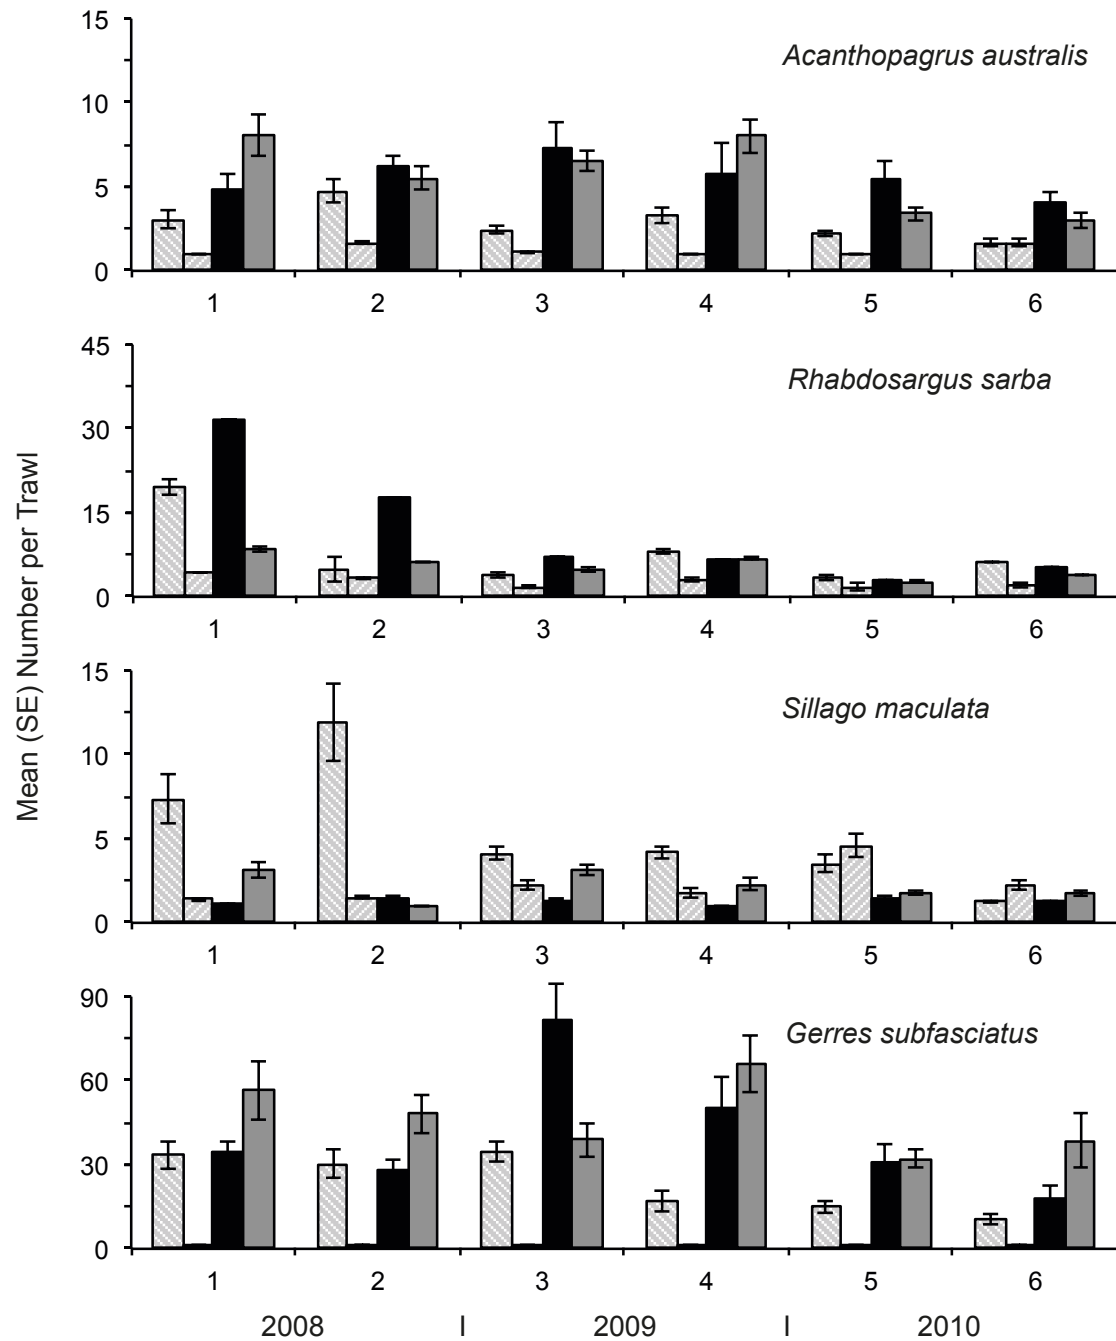 15
Acanthopagrus australis
10
5
0
1 2 3 4 5 6
45
Rhabdosargus sarba
30
15
0
1 2 3 4 5 6
Mean (SE) Number per Trawl
15
Sillago maculata
10
5
0
1 2 3 4 5 6
90
Gerres subfasciatus
60
30
0
1 2 3 4 5 6
2008 I 2009 I 2010